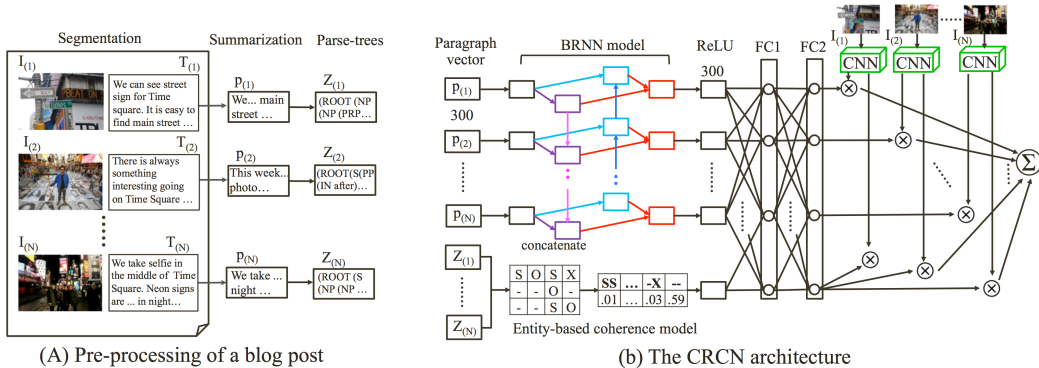 Segmentation
Summarization
Parse-trees
I(1)
T(1)
We can see street
sign for Time
square. It is easy to
find main street ...
p(1)
We... main
street ...
Z(1)
(ROOT (NP
(NP (PRP...
I(2)
T(2)
There is always
something
interesting going
on Time Square ...
p(2)
This week...
photo...
Z(2)
(ROOT(S(PP
(IN after)...
I(N)
T(N)
We take selfie in
the middle of Time
Square. Neon signs
are ... in night...
p(N)
We take ...
night ...
Z(N)
(ROOT (S
(NP (NP ...
(A) Pre-processing of a blog post
Paragraph
vector
BRNN model
ReLU
FC1
FC2
I(1)
I(2)
I(N)
CNN
CNN
CNN
p(1)
300
300
p(2)
p(N)
concatenate
Σ
Z(1)
Z(N)
S O S X
- - O -
- - S O
SS ... -X --
.01 ... .03 .59
Entity-based coherence model
(b) The CRCN architecture